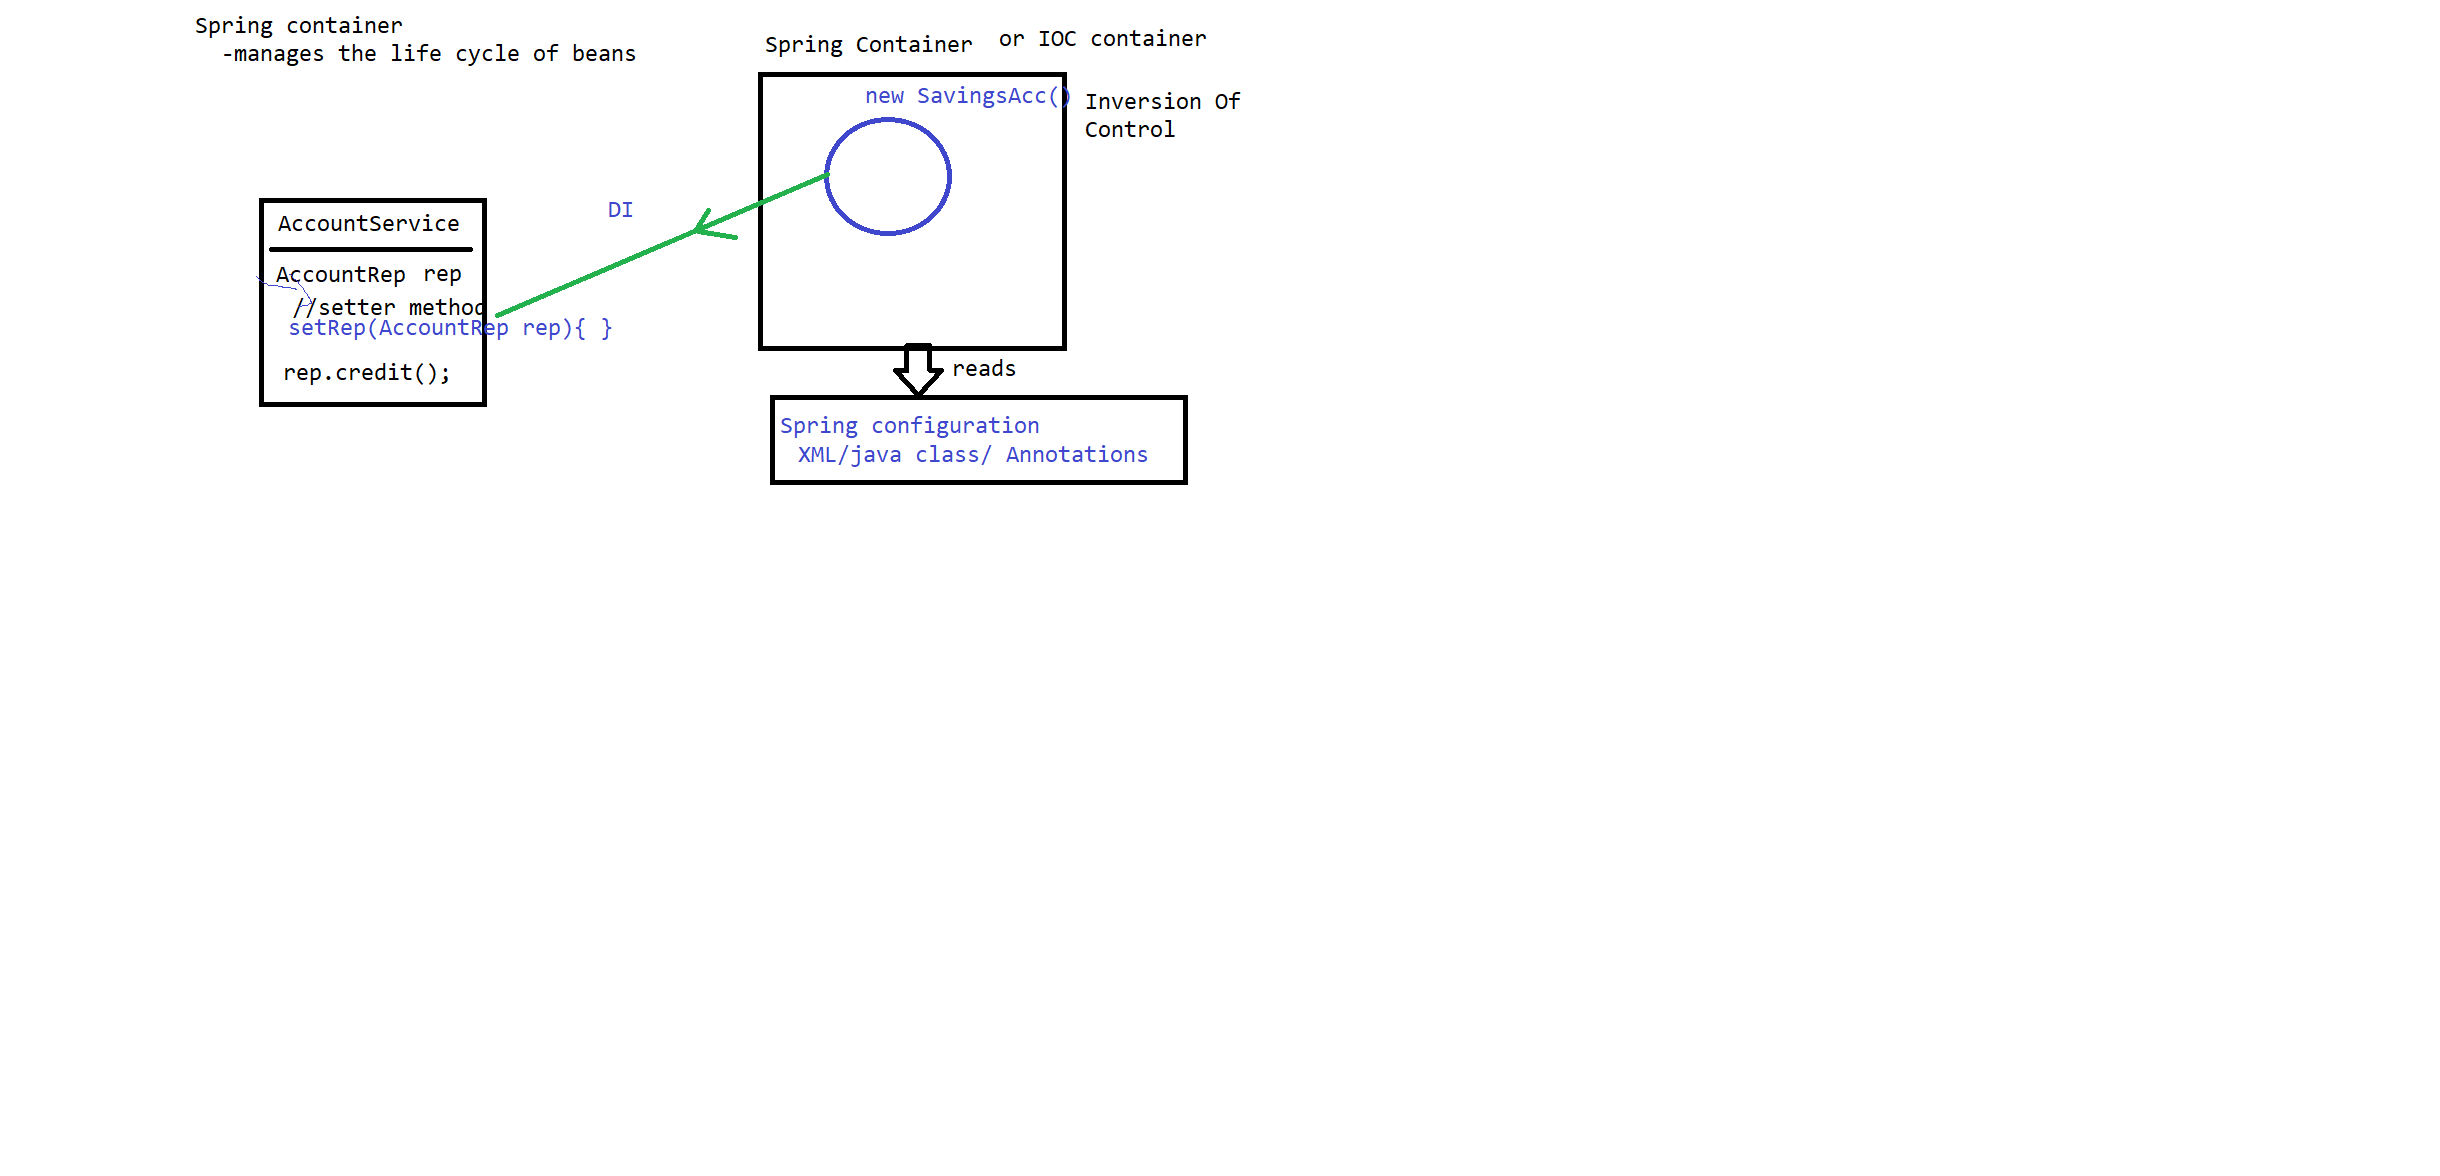 Spring container
-manages the life cycle of beans
Spring Container or IOC container
new SavingsAcc()
Inversion Of
Control
DI
AccountService
AccountRep rep
//setter method
setRep(AccountRep rep){ }
rep.credit();
reads
Spring configuration
XML/java class/ Annotations